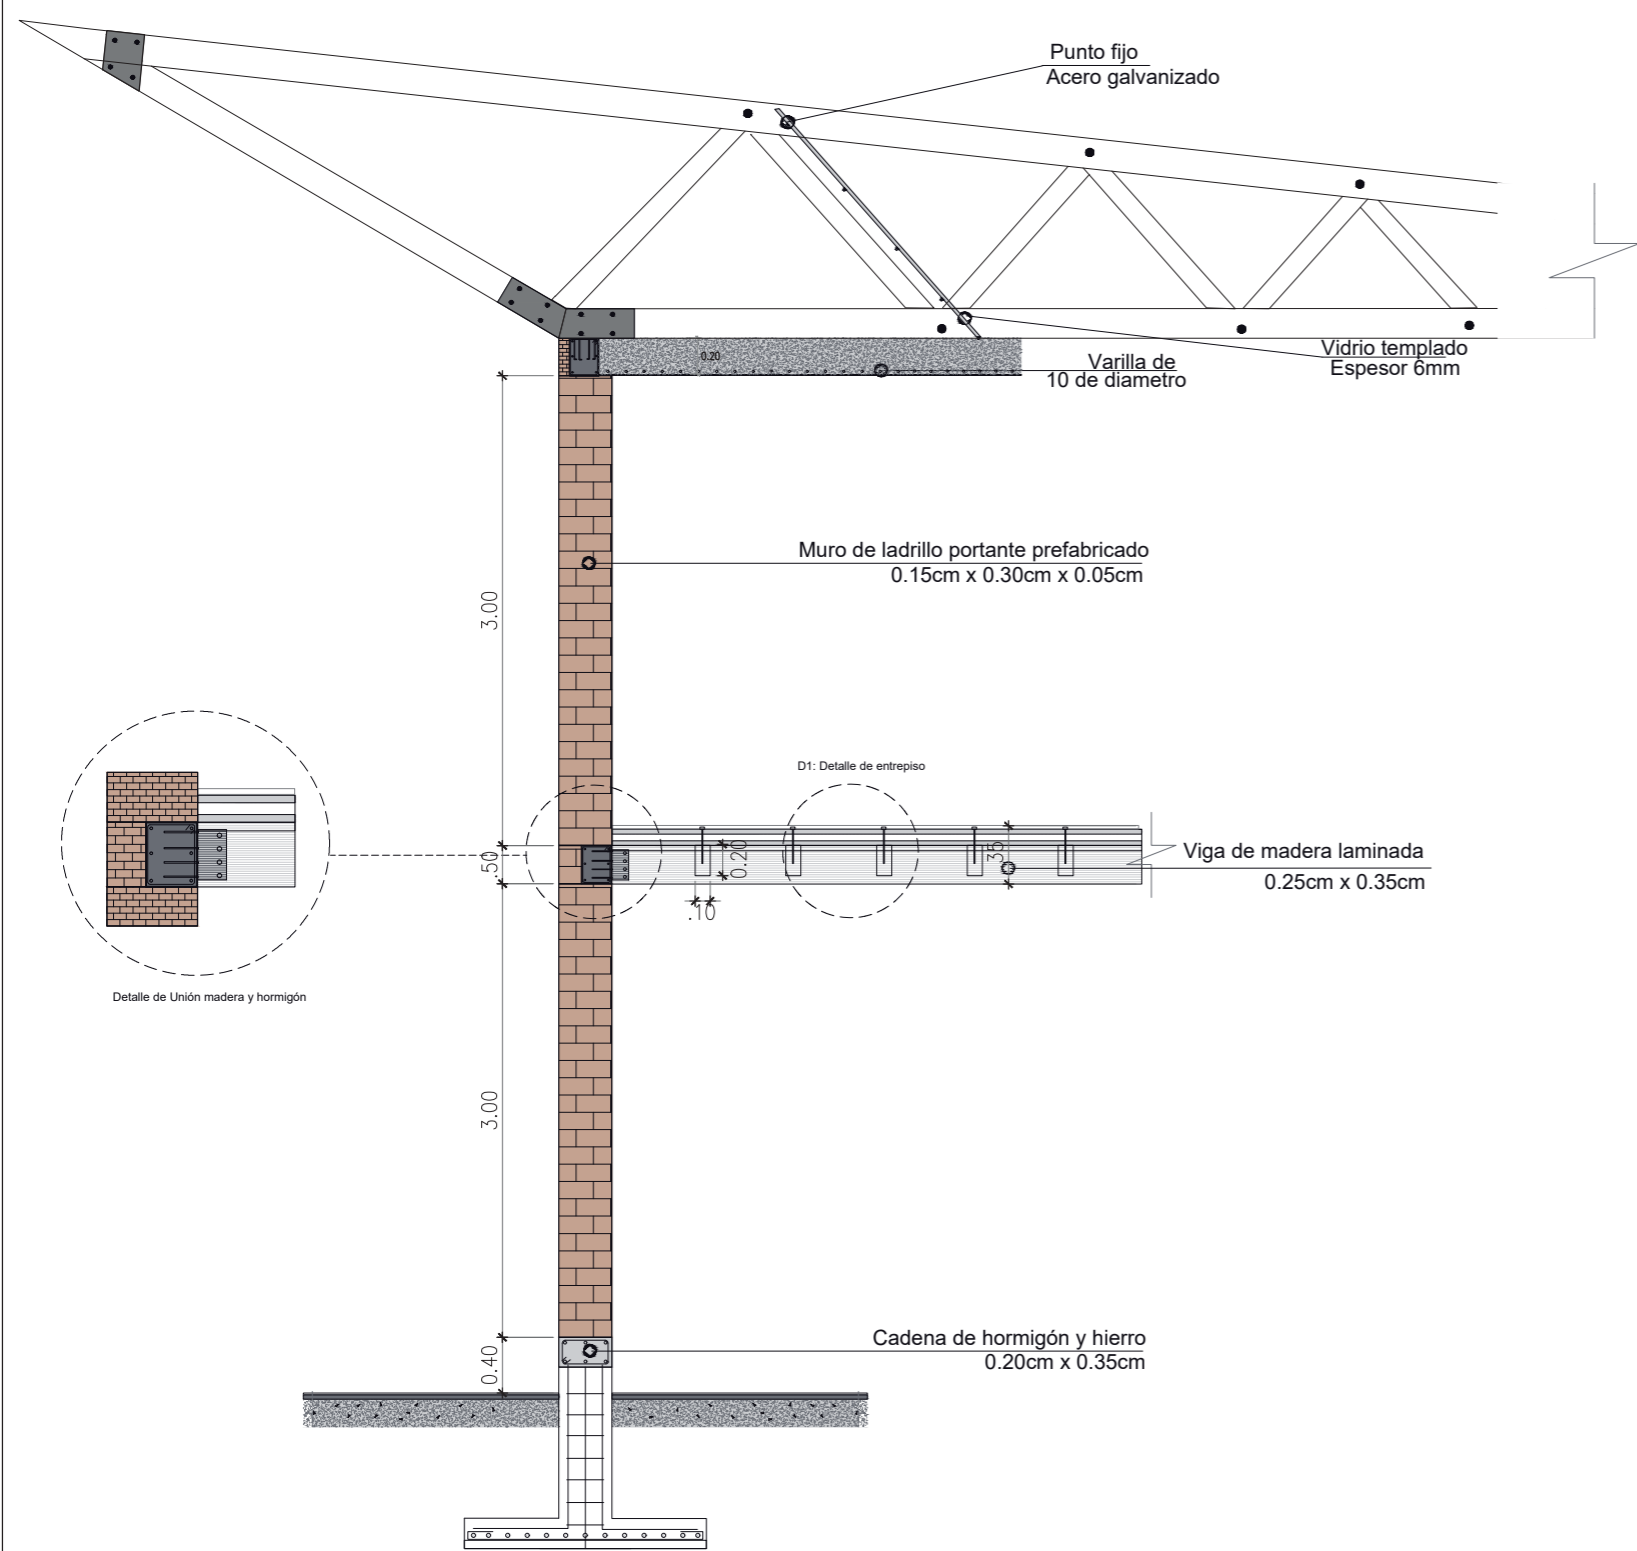 Punto fijo
Acero galvanizado
0.20
Varilla de
10 de diametro
Vidrio templado
Espesor 6mm
Muro de ladrillo portante prefabricado
0.15cm x 0.30cm x 0.05cm
3.00
D1: Detalle de entrepiso
.50
0.20
.35
.10
Viga de madera laminada
0.25cm x 0.35cm
Detalle de Unión madera y hormigón
3.00
Cadena de hormigón y hierro
0.20cm x 0.35cm
0.40